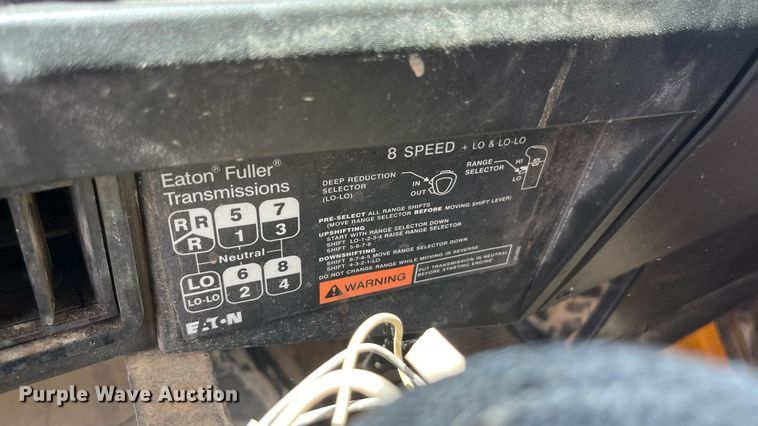 8 SPEED + LO & LO-LO
Eaton® Fuller®
Transmissions
DEEP REDUCTION
SELECTOR
(LO-LO)
IN
OUT
RANGE
SELECTOR
HI
LO
R R 5 7
R 1 3
Neutral
LO 6 8
LO-LO 2 4
PRE-SELECT ALL RANGE SHIFTS
(MOVE RANGE SELECTOR BEFORE MOVING SHIFT LEVER)
UPSHIFTING
START WITH RANGE SELECTOR DOWN
SHIFT LO-1-2-3-4 RAISE RANGE SELECTOR
SHIFT 5-6-7-8
DOWNSHIFTING
SHIFT 8-7-6-5 MOVE RANGE SELECTOR DOWN
SHIFT 4-3-2-1-LO
DO NOT CHANGE RANGE WHILE MOVING IN REVERSE
WARNING
PUT TRANSMISSION IN NEUTRAL
BEFORE STARTING ENGINE
EATON
Purple Wave Auction